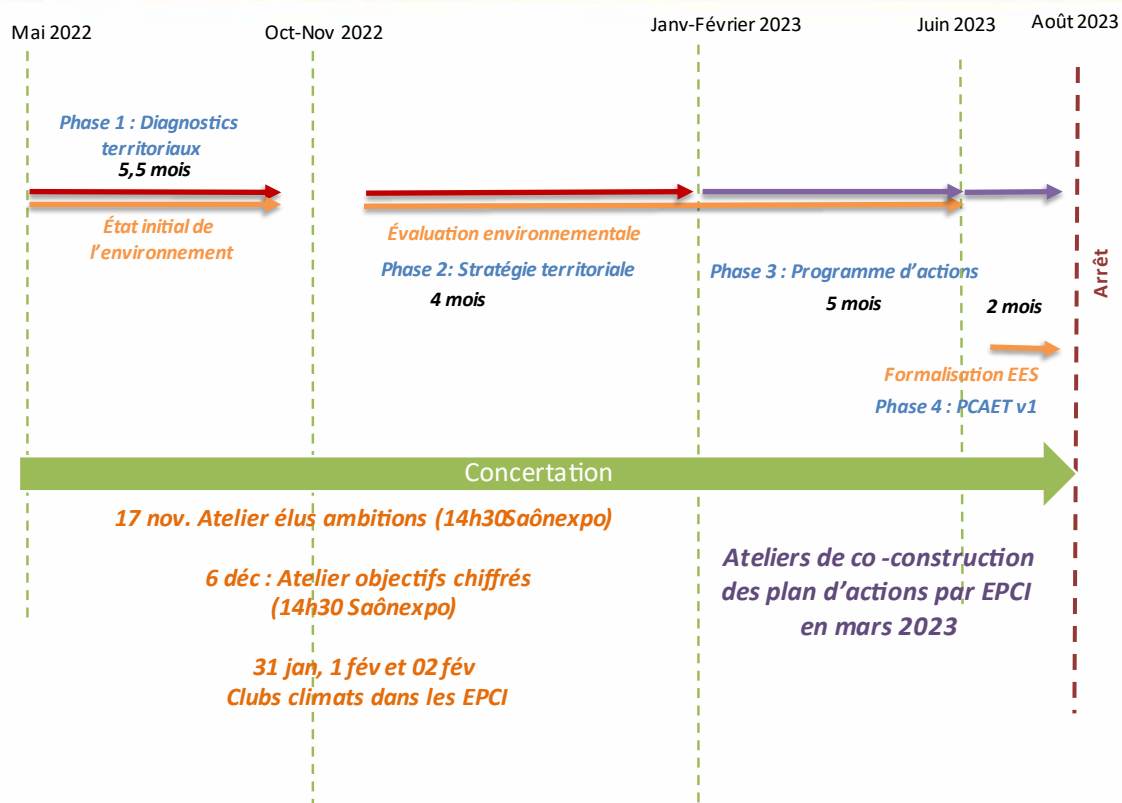 Mai 2022
Oct-Nov 2022
Janv-Février 2023
Juin 2023
Août 2023
Phase 1 : Diagnostics
territoriaux
5,5 mois
État initial de
l’environnement
Évaluation environnementale
Phase 2: Stratégie territoriale
4 mois
Phase 3 : Programme d’actions
5 mois
2 mois
Arrêt
Formalisation EES
Phase 4 : PCAET v1
Concertation
17 nov. Atelier élus ambitions (14h30Saônexpo)
6 déc : Atelier objectifs chiffrés
(14h30 Saônexpo)
31 jan, 1 fév et 02 fév
Clubs climats dans les EPCI
Ateliers de co -construction
des plan d’actions par EPCI
en mars 2023